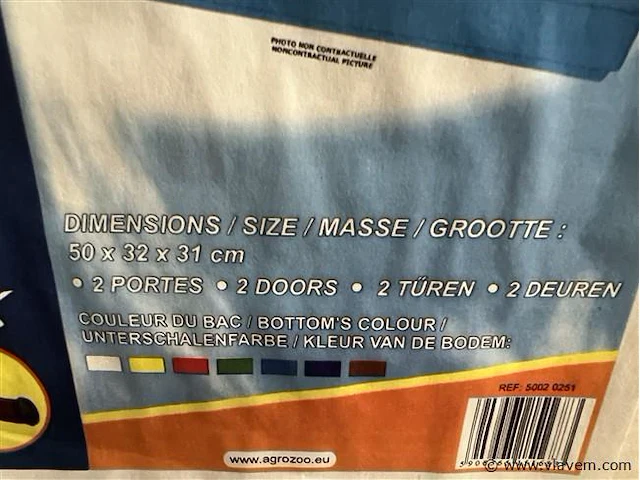 PHOTO NON CONTRACTUELLE
NONCONTRACTUAL PICTURE
DIMENSIONS / SIZE / MASSE / GROOTTE :
50 x 32 x 31 cm
• 2 PORTES • 2 DOORS • 2 TŰREN • 2 DEUREN
COULEUR DU BAC / BOTTOM'S COLOUR /
UNTERSCHALENFARBE / KLEUR VAN DE BODEM:
REF: 5002 0251
www.agrozoo.eu
© www.viavem.com